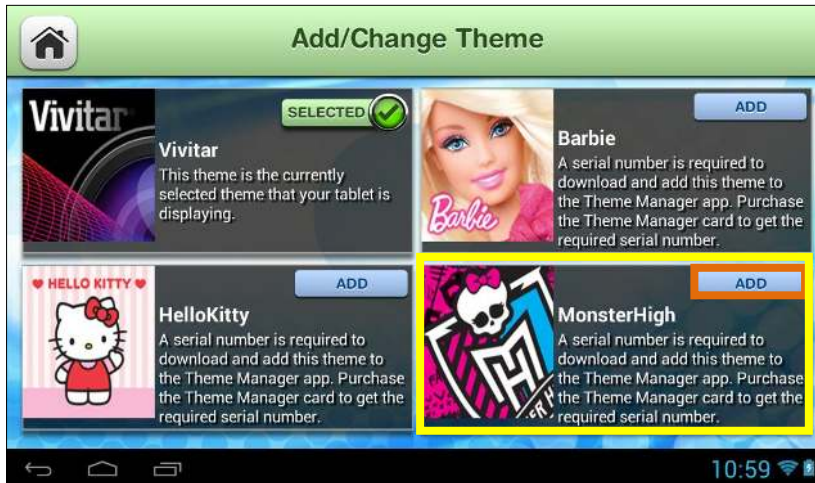 Add/Change Theme
Vivitar
SELECTED
Vivitar
This theme is the currently
selected theme that your tablet is
displaying.
Barbie
ADD
Barbie
A serial number is required to
download and add this theme to
the Theme Manager app. Purchase
the Theme Manager card to get the
required serial number.
HELLO KITTY
ADD
HelloKitty
A serial number is required to
download and add this theme to
the Theme Manager app. Purchase
the Theme Manager card to get the
required serial number.
ADD
MonsterHigh
A serial number is required to
download and add this theme to
the Theme Manager app. Purchase
the Theme Manager card to get the
required serial number.
10:59